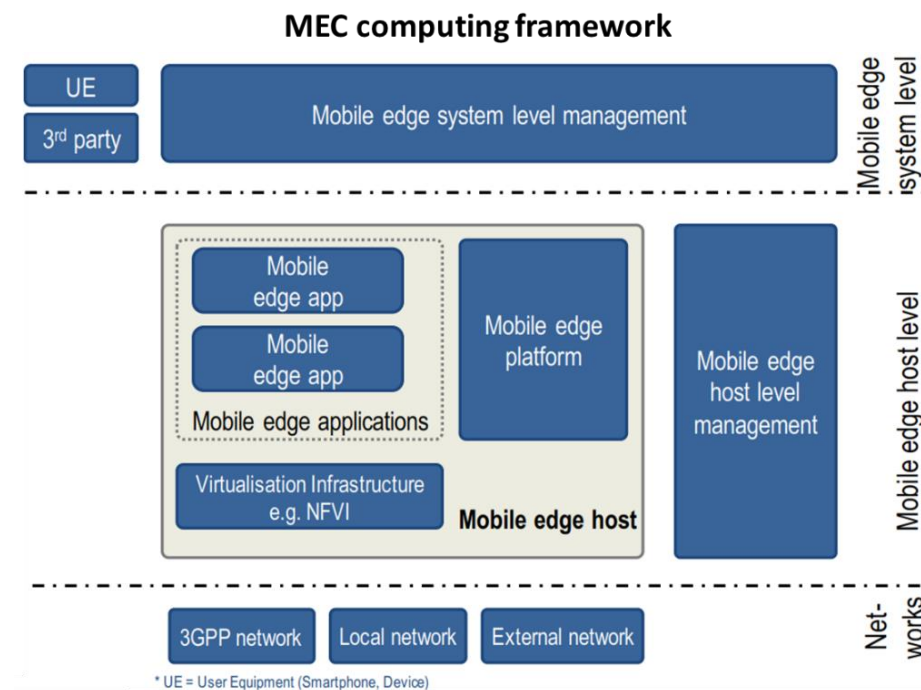 MEC computing framework
UE
3rd party
Mobile edge system level management
Mobile edge
system level
Mobile
edge app
Mobile
edge app
Mobile edge applications
Mobile edge
platform
Virtualisation Infrastructure
e.g. NFVI
Mobile edge host
Mobile edge
host level
management
Mobile edge host level
3GPP network
Local network
External network
Net-
works
* UE = User Equipment (Smartphone, Device)